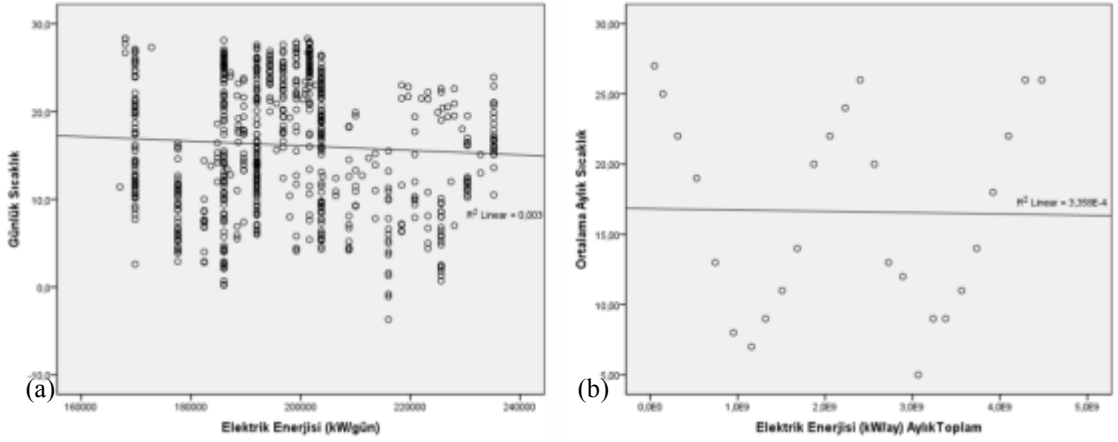 30,0
20,0
10,0
0,0
-10,0
Günlük Sıcaklık
R² Linear = 0,003
160000 180000 200000 220000 240000
Elektrik Enerjisi (kW/gün)
(a)
30,00
25,00
20,00
15,00
10,00
5,00
Ortalama Aylık Sıcaklık
R² Linear = 3,358E-4
0,0E0 1,0E9 2,0E9 3,0E9 4,0E9 5,0E9
Elektrik Enerjisi (kW/ay) AylıkToplam
(b)